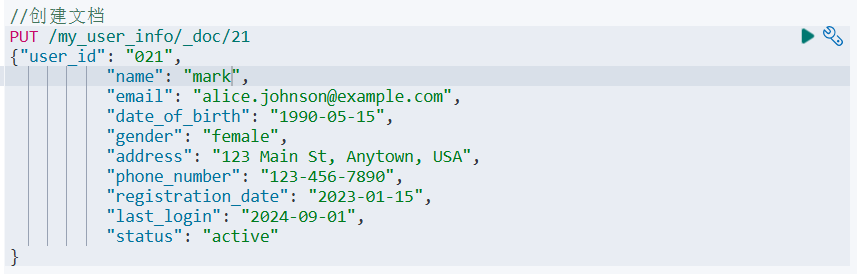 //创建文档
PUT /my_user_info/_doc/21
{"user_id": "021",
"name": "mark",
"email": "alice.johnson@example.com",
"date_of_birth": "1990-05-15",
"gender": "female",
"address": "123 Main St, Anytown, USA",
"phone_number": "123-456-7890",
"registration_date": "2023-01-15",
"last_login": "2024-09-01",
"status": "active"
}